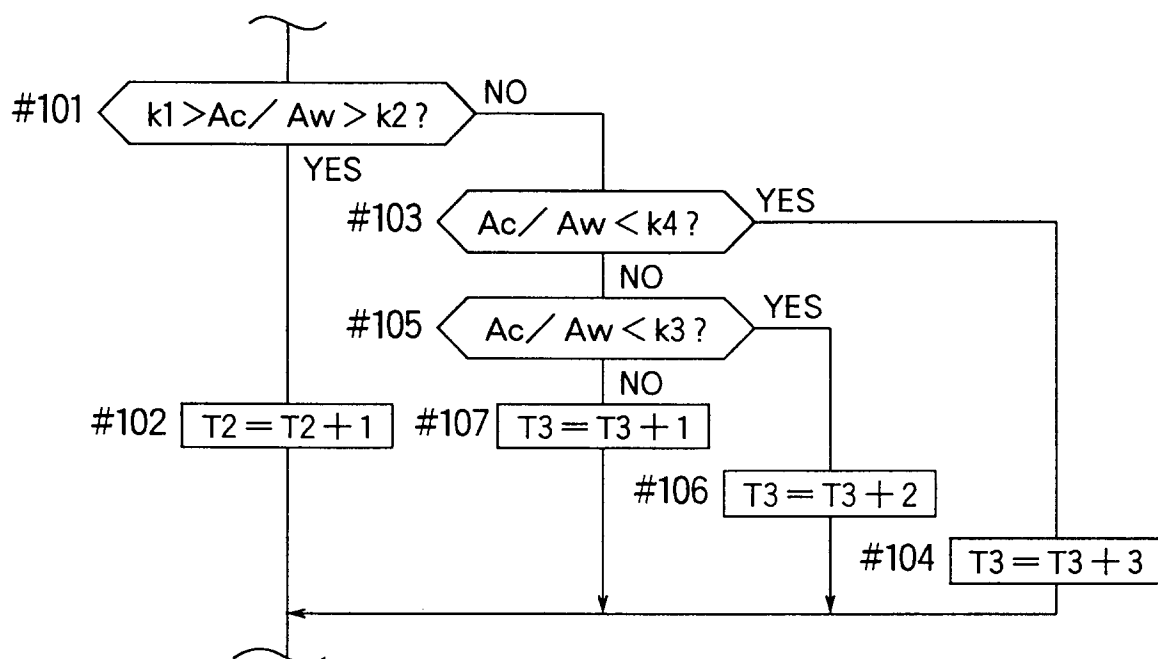 NO
#101 k1>Ac/Aw>k2?
YES
#103 Ac/Aw<k4? YES
NO
#105 Ac/Aw<k3? YES
NO
#102 T2=T2+1 #107 T3=T3+1
#106 T3=T3+2
#104 T3=T3+3